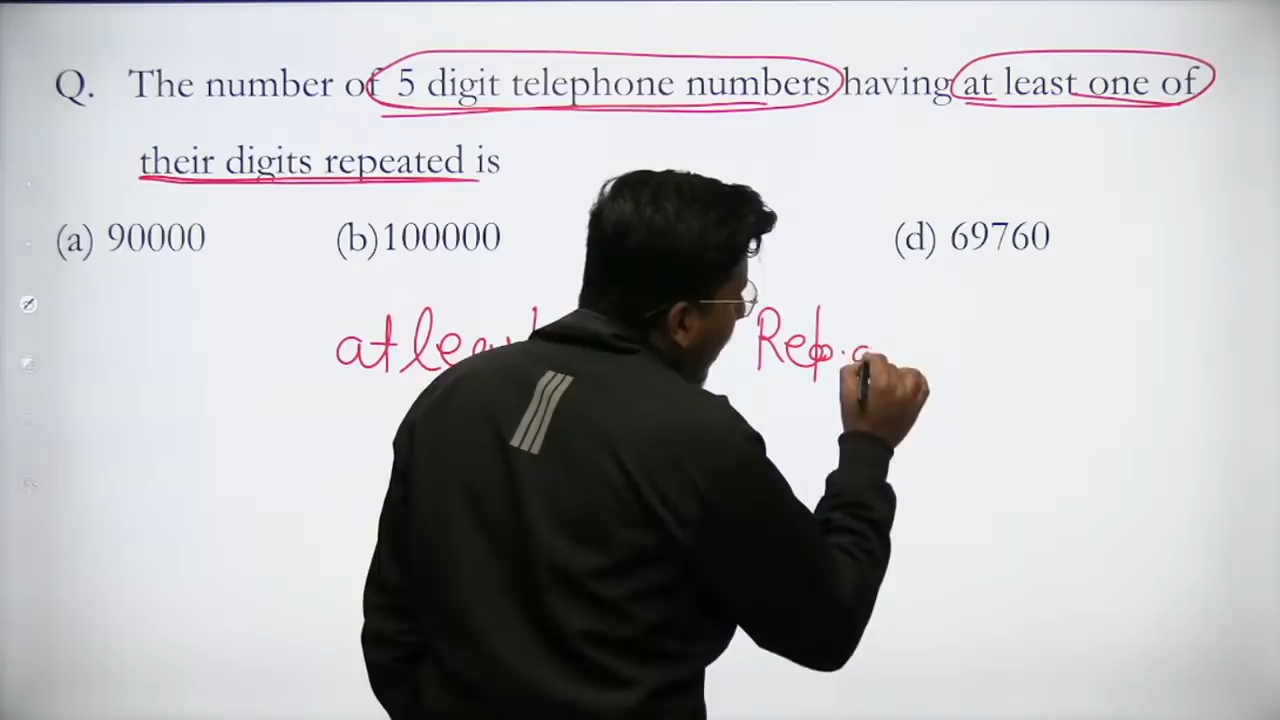 Q. The number of 5 digit telephone numbers having at least one of
their digits repeated is
(a) 90000 (b)100000 (d) 69760
at Rep.